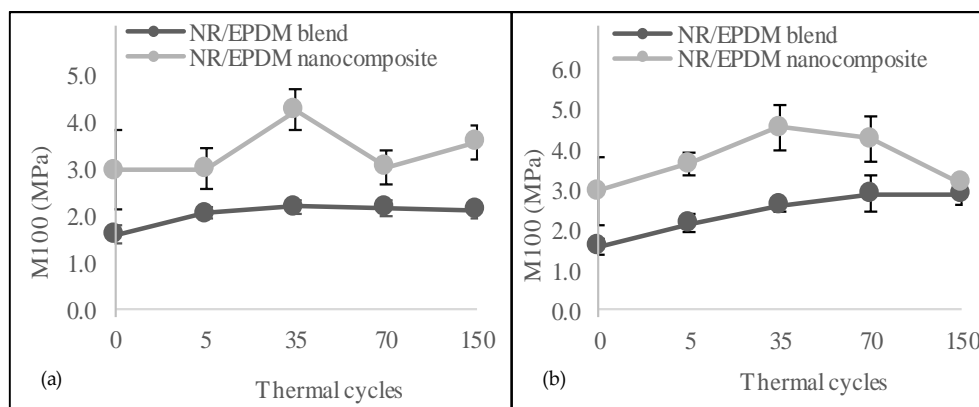 NR/EPDM blend
NR/EPDM nanocomposite
5.0
4.0
3.0
2.0
1.0
0.0
M100 (MPa)
0 5 35 70 150
Thermal cycles
(a)
NR/EPDM blend
NR/EPDM nanocomposite
6.0
5.0
4.0
3.0
2.0
1.0
0.0
M100 (MPa)
0 5 35 70 150
Thermal cycles
(b)